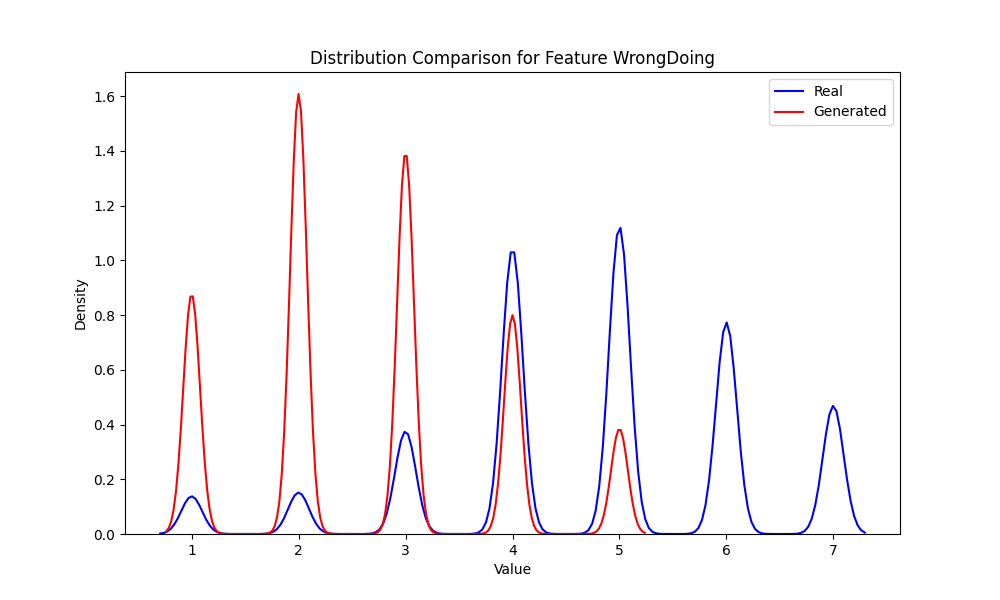 Distribution Comparison for Feature WrongDoing
Real
Generated
Density
1.6
1.4
1.2
1.0
0.8
0.6
0.4
0.2
0.0
1 2 3 4 5 6 7
Value